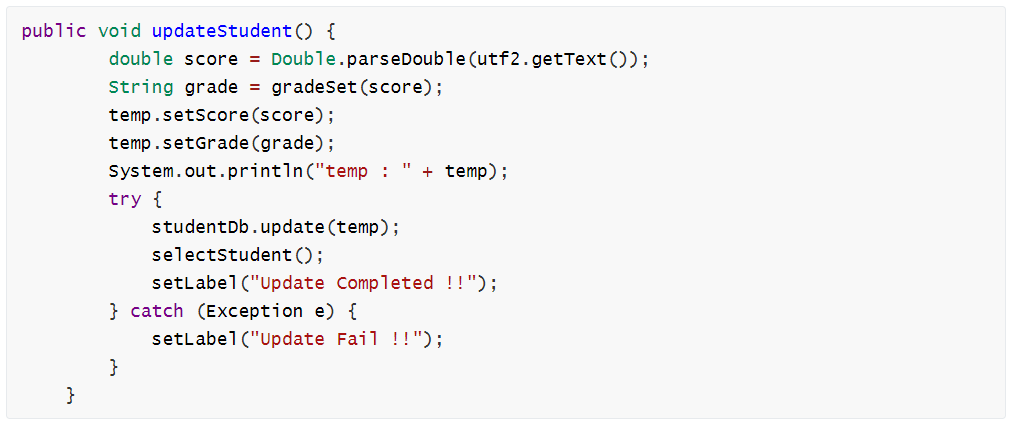 public void updateStudent() {
        double score = Double.parseDouble(utf2.getText());
        String grade = gradeSet(score);
        temp.setScore(score);
        temp.setGrade(grade);
        System.out.println("temp : " + temp);
        try {
            studentDb.update(temp);
            selectStudent();
            setLabel("Update Completed !!");
        } catch (Exception e) {
            setLabel("Update Fail !!");
        }
    }